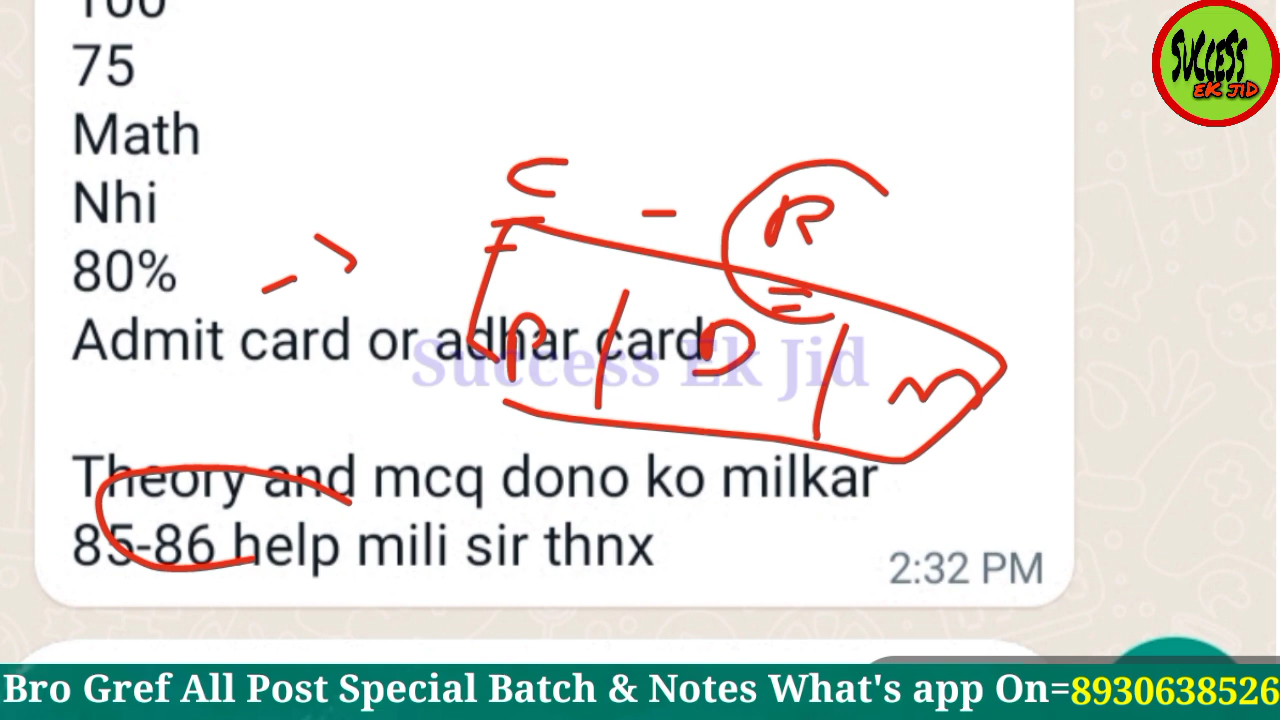 100
75
Math
Nhi
80%
Admit card or adhar card
Theory and mcq dono ko milkar
85-86 help mili sir thnx
2:32 PM
SUCCESS
EK JID
Success Ek Jid
C - R
P D M
Bro Gref All Post Special Batch & Notes What's app On=8930638526